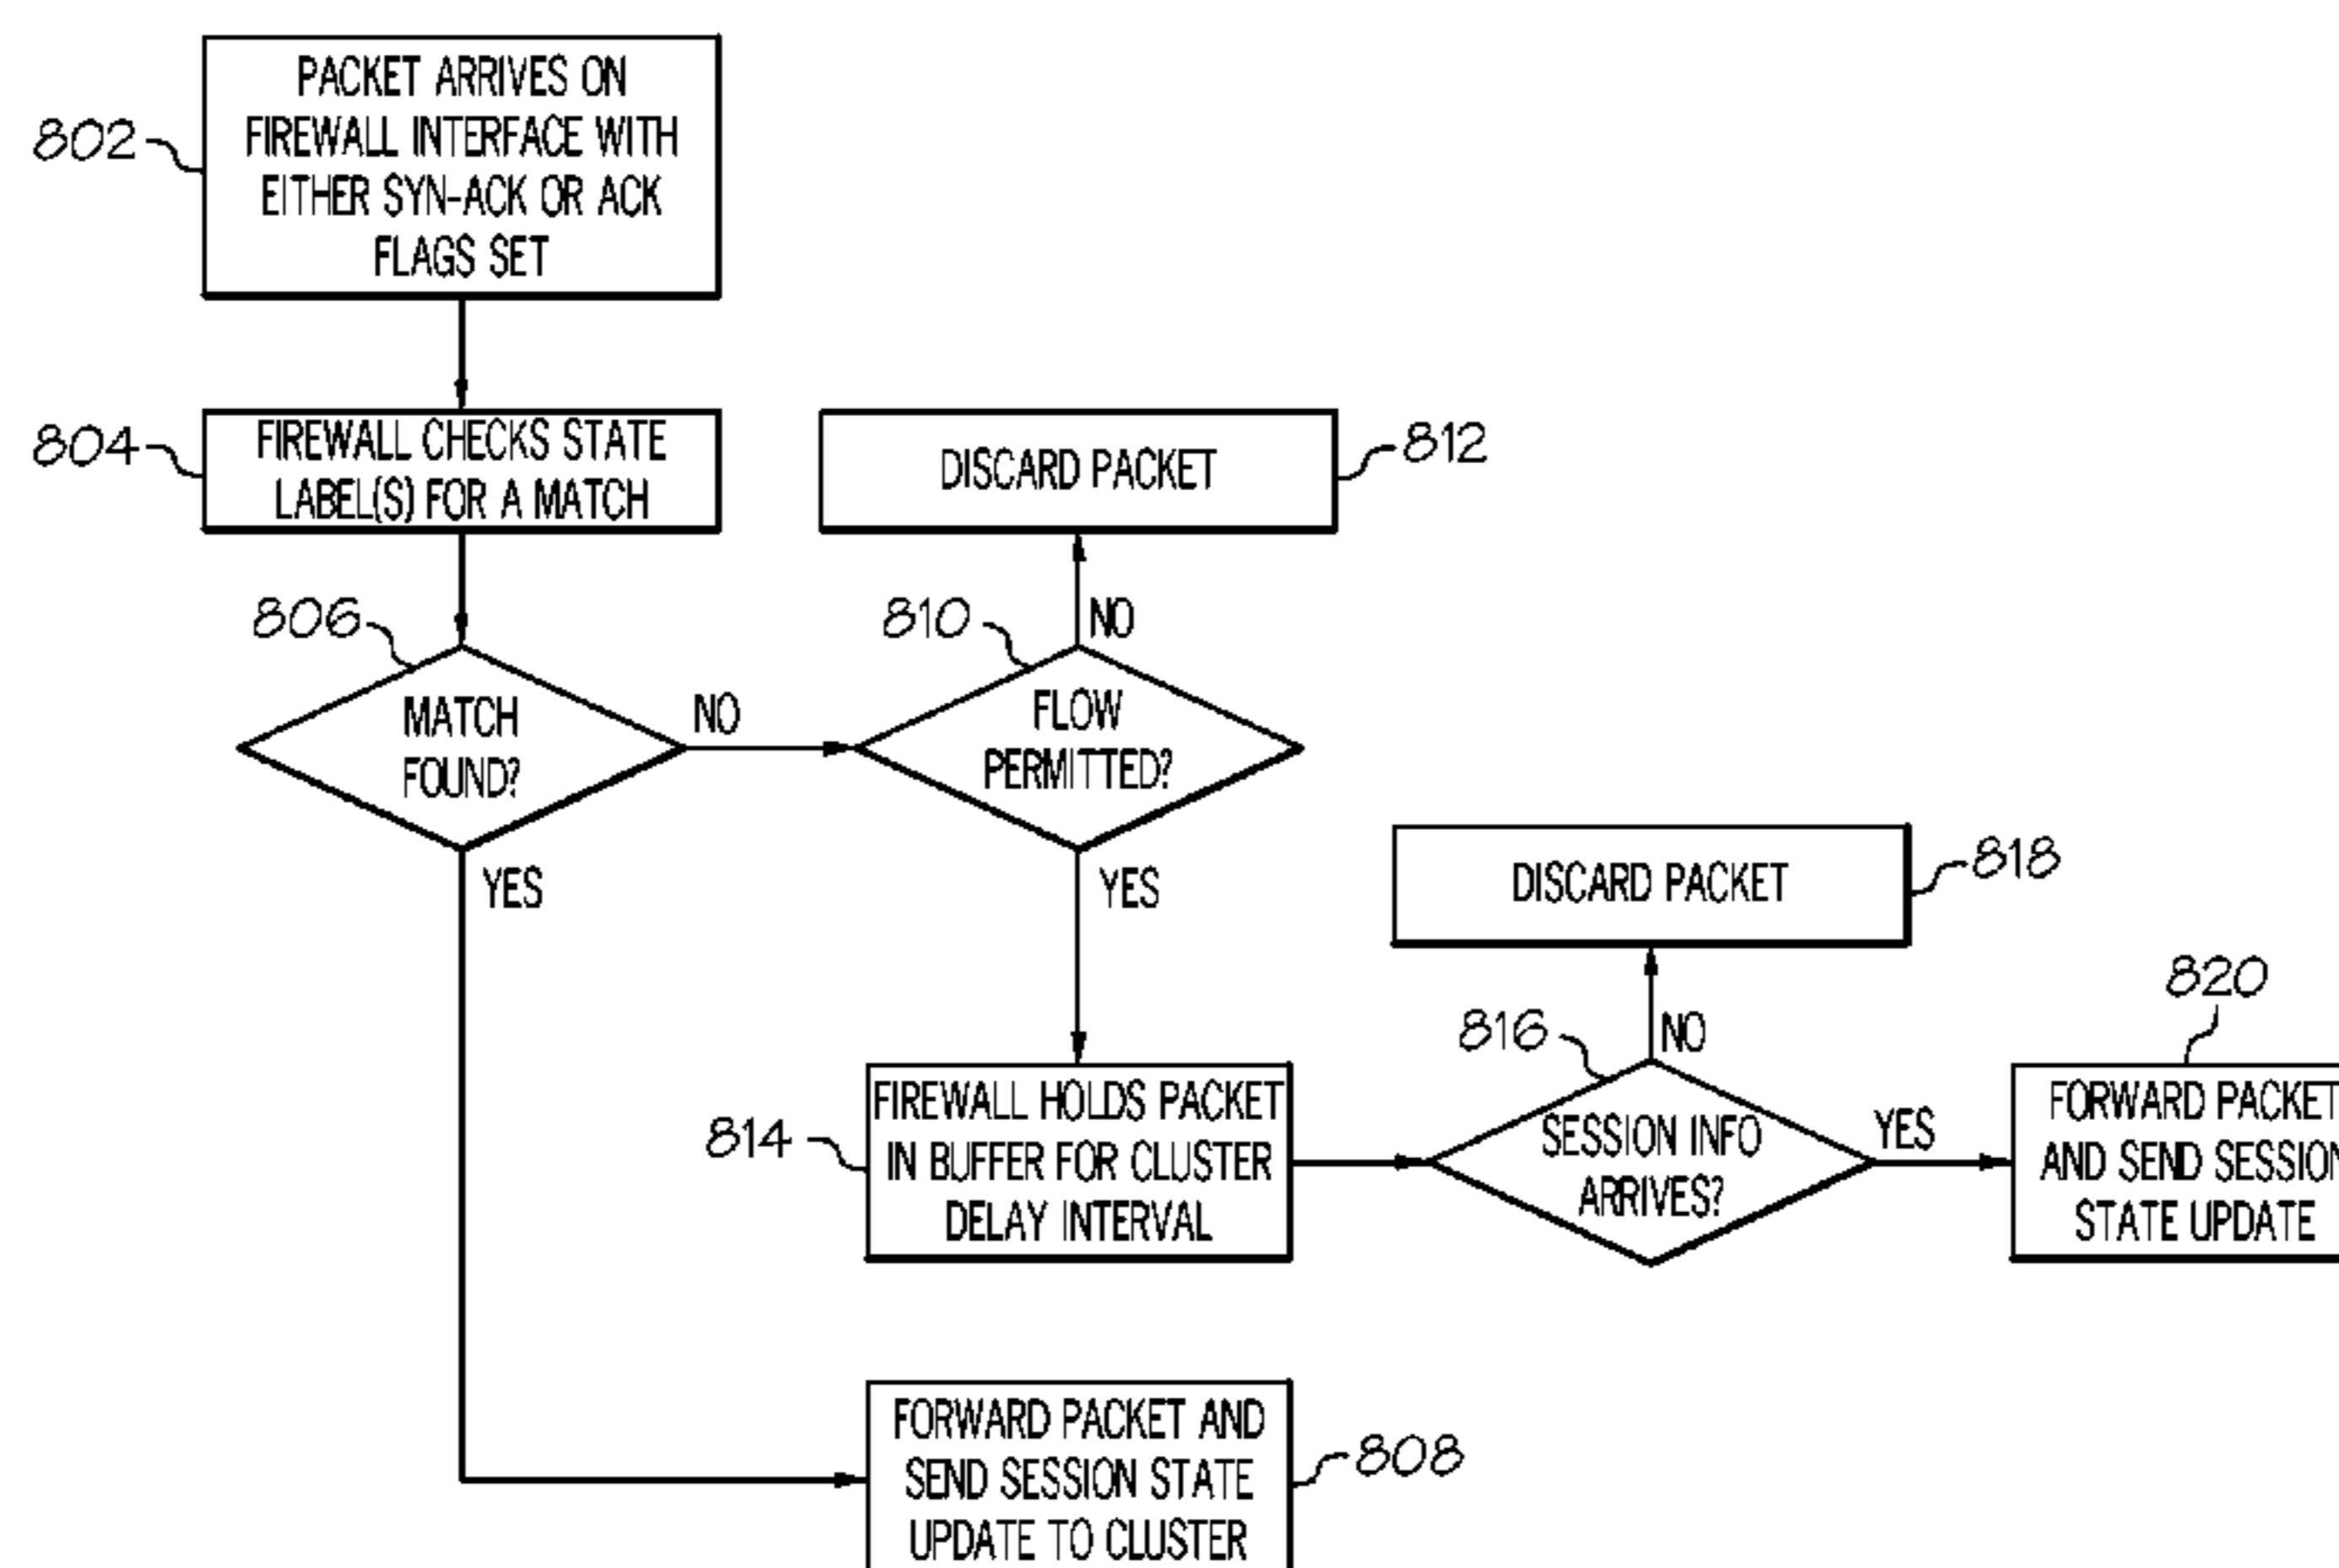 802
PACKET ARRIVES ON
FIREWALL INTERFACE WITH
EITHER SYN-ACK OR ACK
FLAGS SET
804
FIREWALL CHECKS STATE
LABEL(S) FOR A MATCH
DISCARD PACKET
812
806
MATCH
FOUND?
NO
YES
810
FLOW
PERMITTED?
NO
YES
DISCARD PACKET
818
814
FIREWALL HOLDS PACKET
IN BUFFER FOR CLUSTER
DELAY INTERVAL
816
SESSION INFO
ARRIVES?
NO
YES
820
FORWARD PACKET
AND SEND SESSION
STATE UPDATE
FORWARD PACKET AND
SEND SESSION STATE
UPDATE TO CLUSTER
808